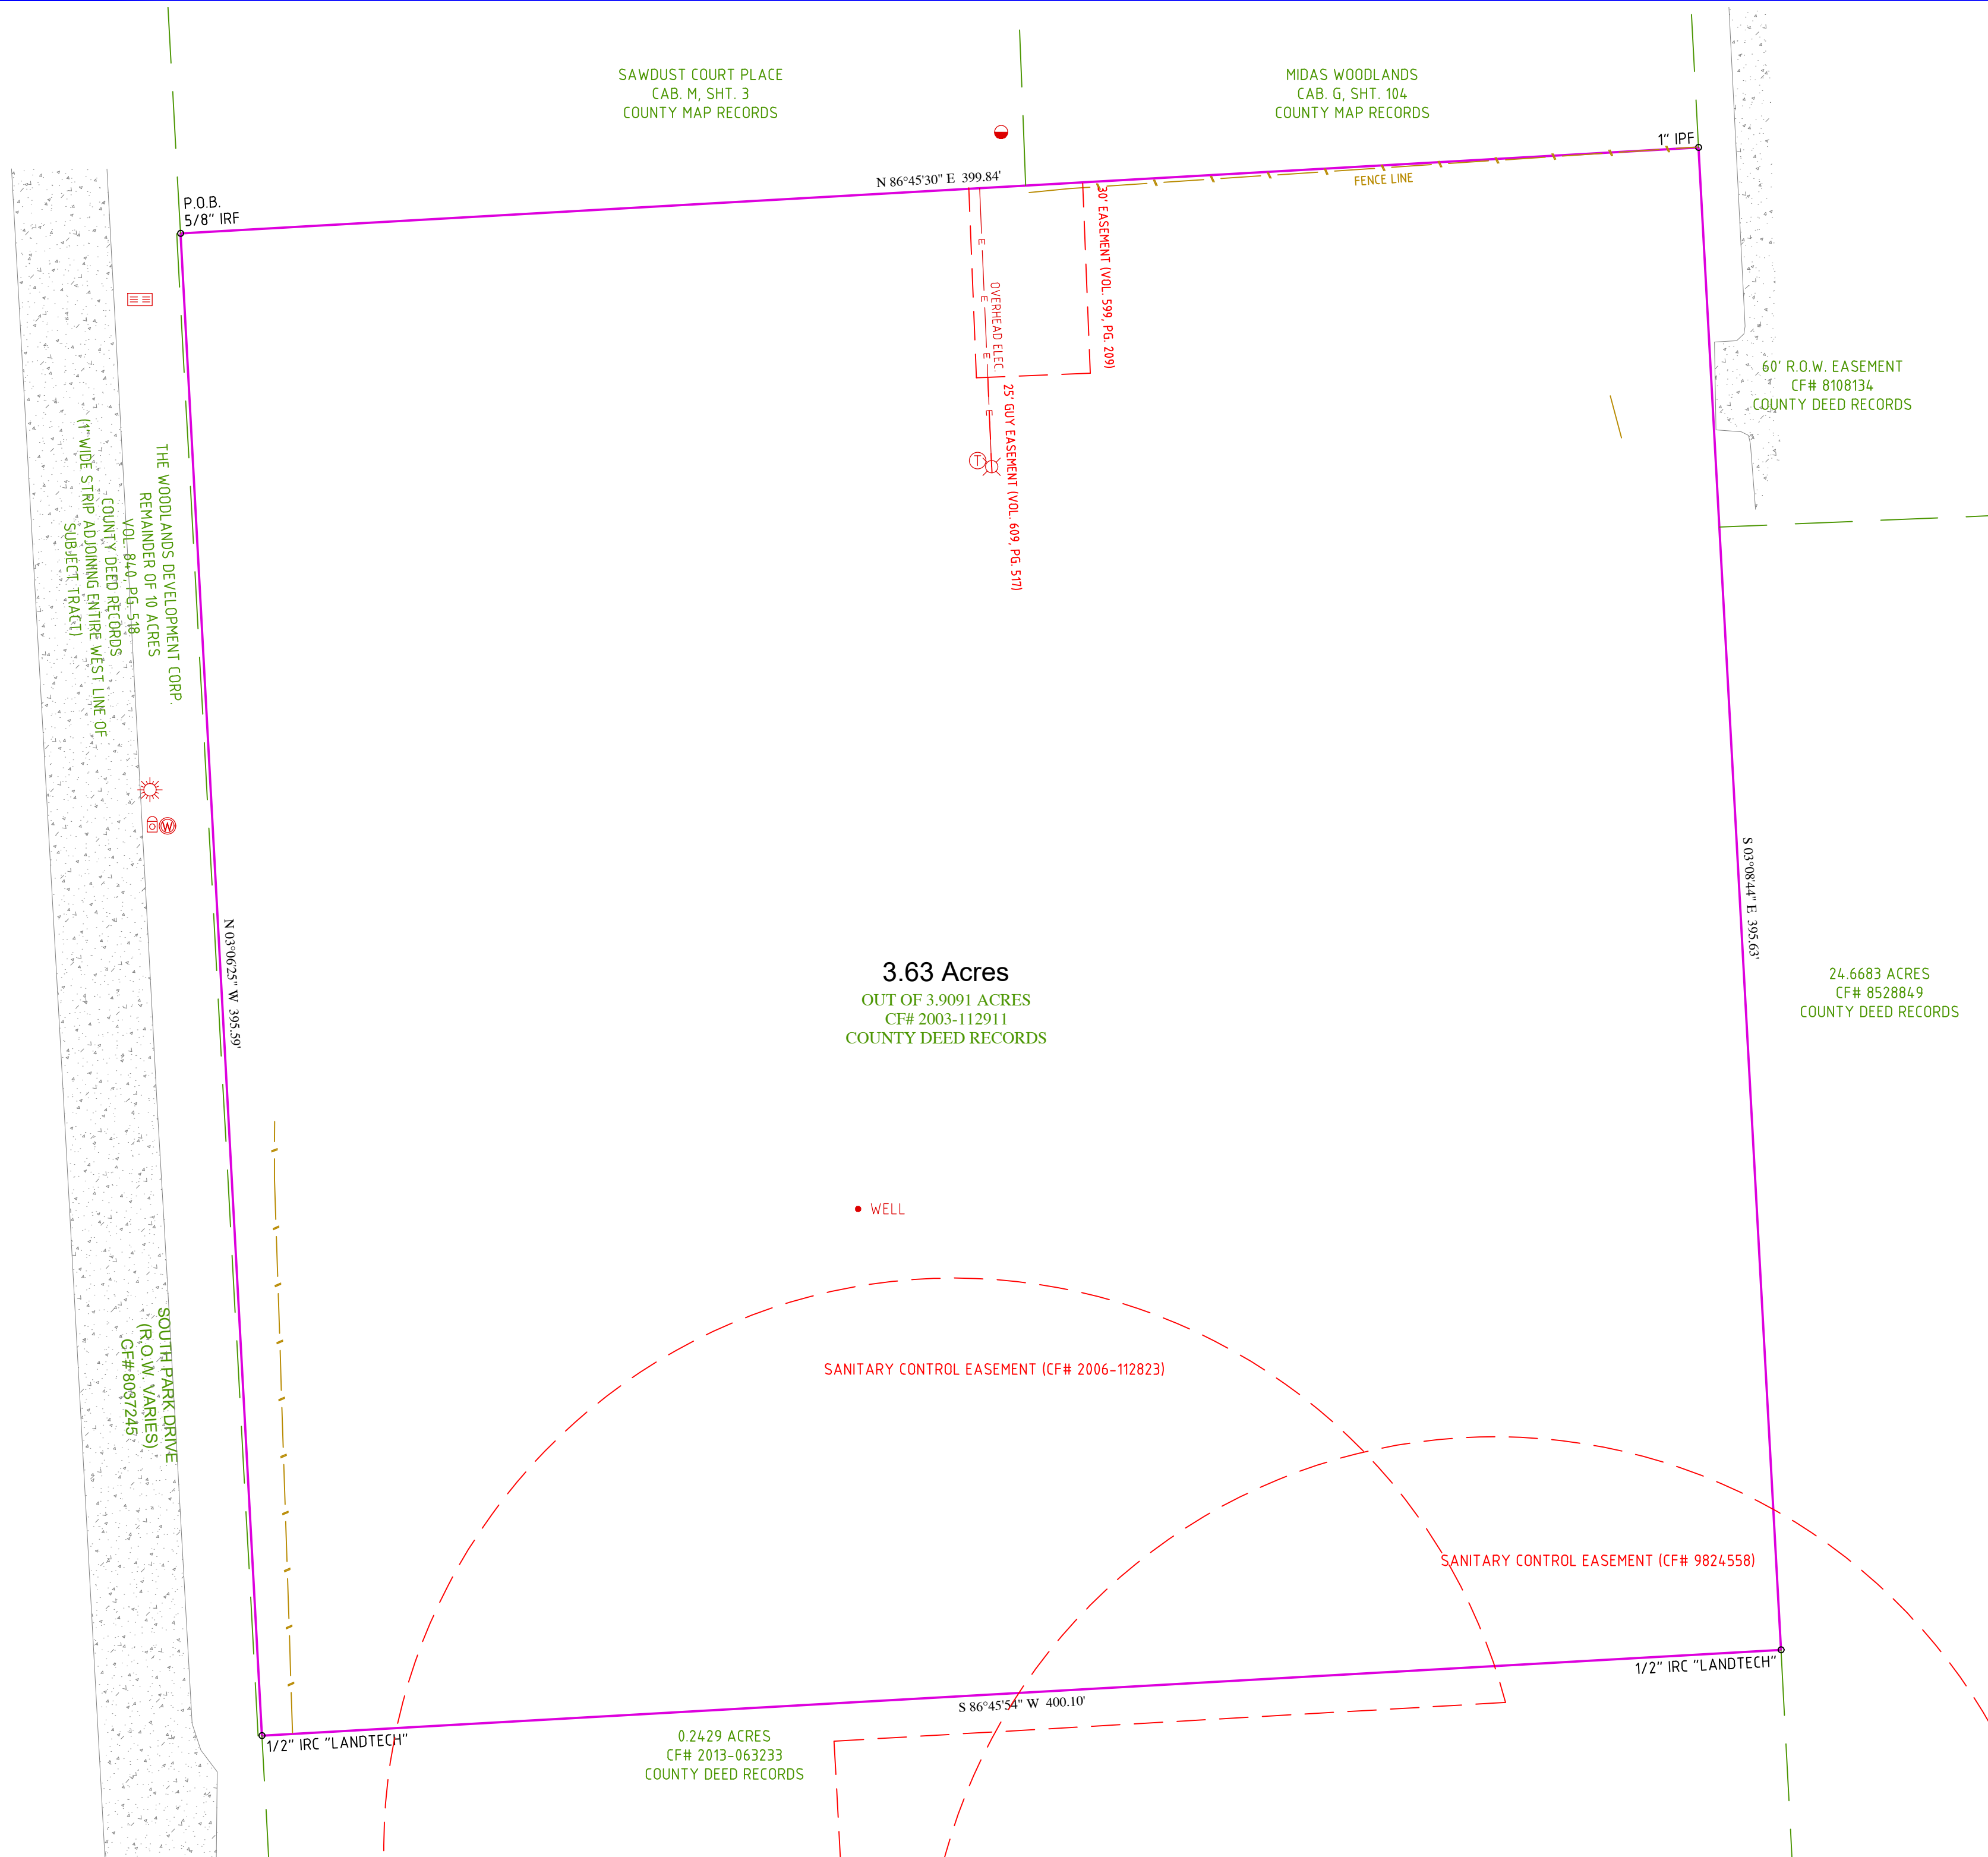 SAWDUST COURT PLACE
CAB. M, SHT. 3
COUNTY MAP RECORDS
MIDAS WOODLANDS
CAB. G, SHT. 104
COUNTY MAP RECORDS
1" IPF
N 86°45'30" E 399.84'
FENCE LINE
P.O.B.
5/8" IRF
30' EASEMENT (VOL. 599, PG. 209)
E
E
E
E
OVERHEAD ELEC.
25' GUY EASEMENT (VOL. 609, PG. 517)
T
60' R.O.W. EASEMENT
CF# 8108134
COUNTY DEED RECORDS
THE WOODLANDS DEVELOPMENT CORP.
REMAINDER OF 10 ACRES
VOL. 840, PG. 518
COUNTY DEED RECORDS
(1" WIDE STRIP ADJOINING ENTIRE WEST LINE OF
SUBJECT TRACT)
W
S 03°08'44" E 395.63'
N 03°06'25" W 395.59'
3.63 Acres
OUT OF 3.9091 ACRES
CF# 2003-112911
COUNTY DEED RECORDS
24.6683 ACRES
CF# 8528849
COUNTY DEED RECORDS
WELL
SOUTH PARK DRIVE
(R.O.W. VARIES)
CF#8037245
SANITARY CONTROL EASEMENT (CF# 2006-112823)
SANITARY CONTROL EASEMENT (CF# 9824558)
1/2" IRC "LANDTECH"
S 86°45'54" W 400.10'
1/2" IRC "LANDTECH"
0.2429 ACRES
CF# 2013-063233
COUNTY DEED RECORDS